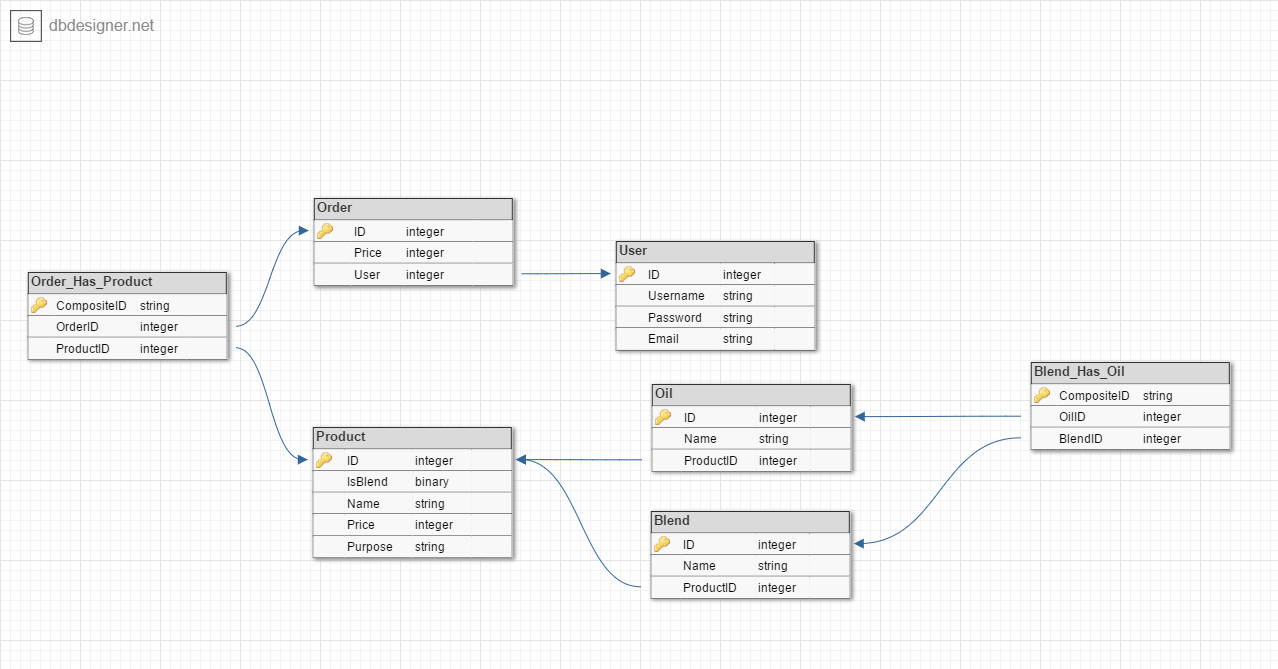 dbdesigner.net
Order
ID integer
Price integer
User integer
User
ID integer
Username string
Password string
Email string
Order_Has_Product
CompositeID string
OrderID integer
ProductID integer
Blend_Has_Oil
CompositeID string
OilID integer
BlendID integer
Oil
ID integer
Name string
ProductID integer
Product
ID integer
IsBlend binary
Name string
Price integer
Purpose string
Blend
ID integer
Name string
ProductID integer